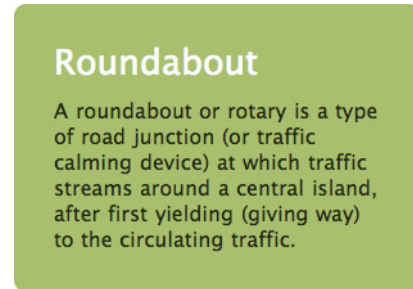 Roundabout
A roundabout or rotary is a type
of road junction (or traffic
calming device) at which traffic
streams around a central island,
after first yielding (giving way)
to the circulating traffic.